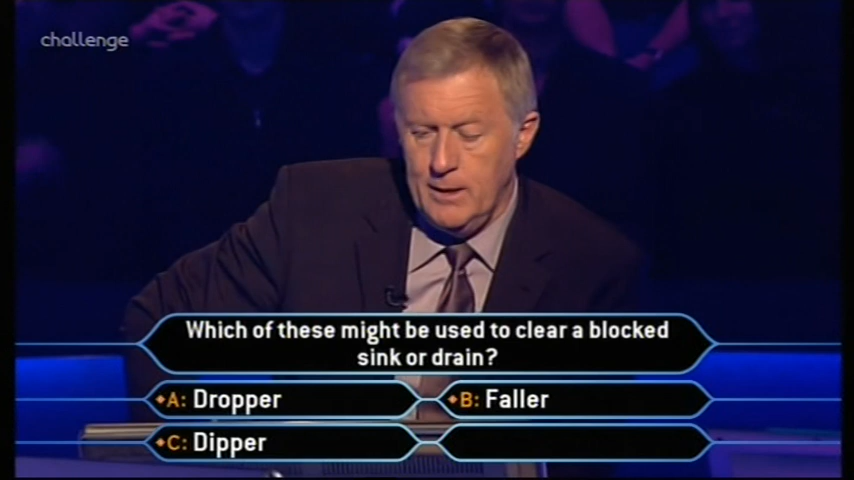 challenge
Which of these might be used to clear a blocked
sink or drain?
A: Dropper
B: Faller
C: Dipper